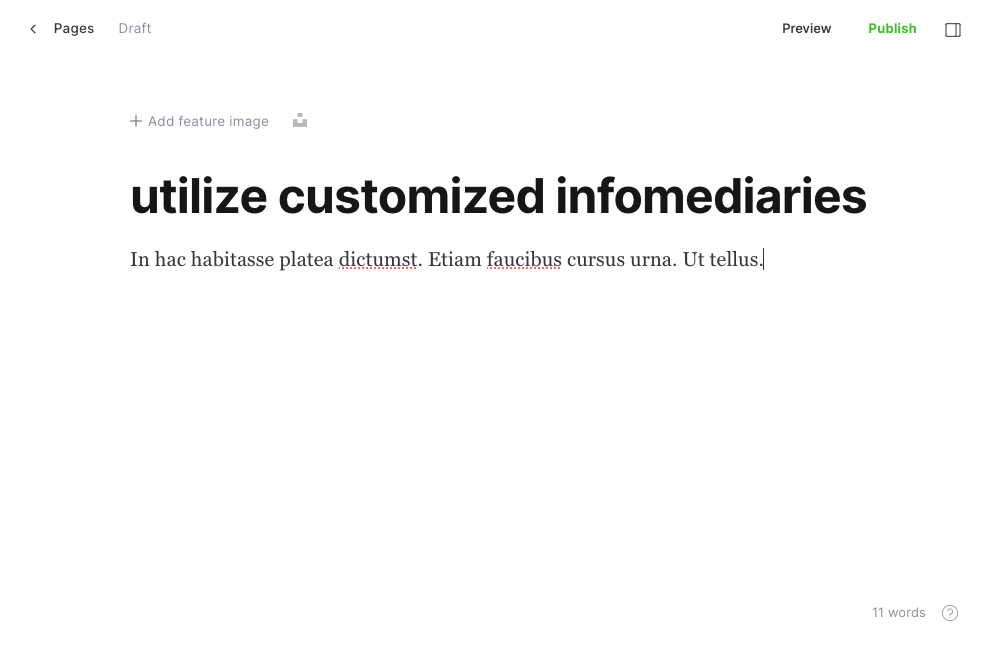 Pages Draft Preview Publish
Add feature image
utilize customized infomediaries
In hac habitasse platea dictumst. Etiam faucibus cursus urna. Ut tellus.
11 words